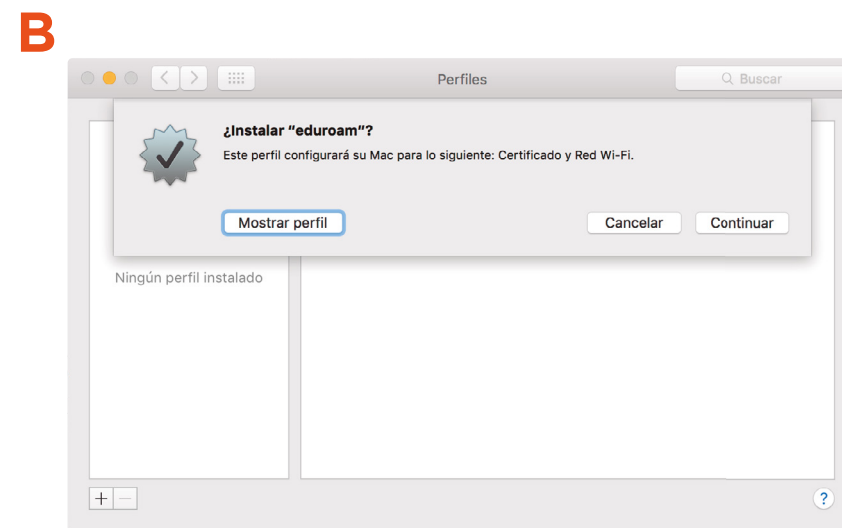 B
Perfiles
Buscar
¿Instalar “eduroam”?
Este perfil configurará su Mac para lo siguiente: Certificado y Red Wi-Fi.
Mostrar perfil
Cancelar
Continuar
Ningún perfil instalado
+ −
?